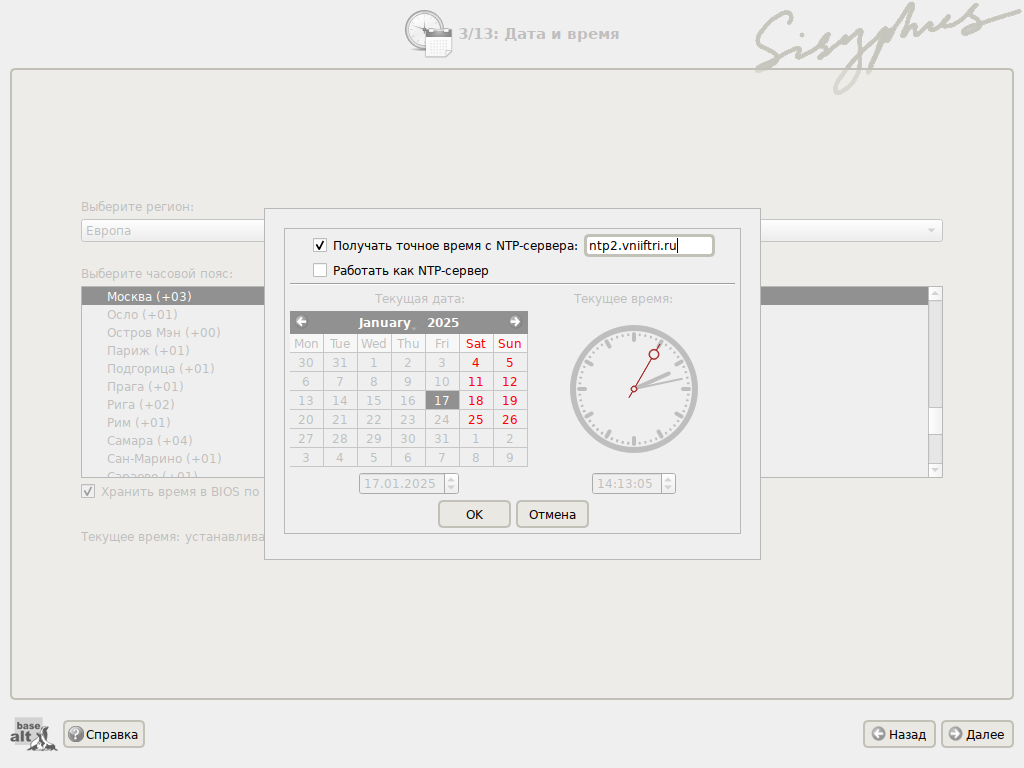 3/13: Дата и время
Sisyphus
Выберите регион:
Европа
Выберите часовой пояс:
Москва (+03)
Осло (+01)
Остров Мэн (+00)
Париж (+01)
Подгорица (+01)
Прага (+01)
Рига (+02)
Рим (+01)
Самара (+04)
Сан-Марино (+01)
Сараево (+01)
Хранить время в BIOS по
Текущее время: устанавлива
Получать точное время с NTP-сервера: ntp2.vniiftri.ru
Работать как NTP-сервер
Текущая дата: Текущее время:
January 2025
Mon Tue Wed Thu Fri Sat Sun
30 31 1 2 3 4 5
6 7 8 9 10 11 12
13 14 15 16 17 18 19
20 21 22 23 24 25 26
27 28 29 30 31 1 2
3 4 5 6 7 8 9
17.01.2025 14:13:05
OK Отмена
base
alt
Справка Назад Далее